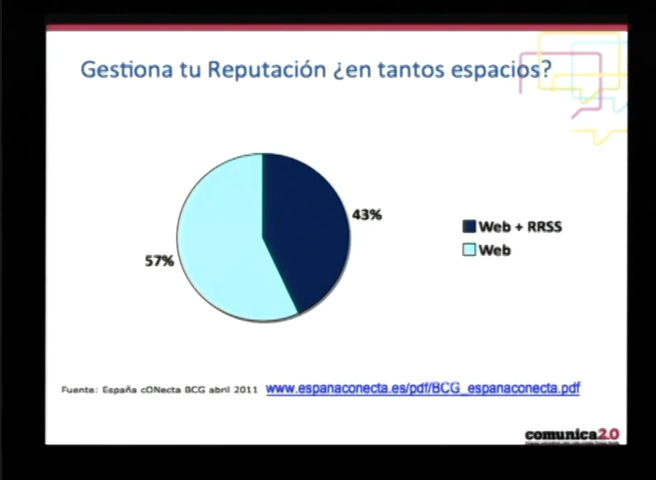 Gestiona tu Reputación ¿en tantos espacios?
43%
57%
Web + RRSS
Web
Fuente: España cONecta BCG abril 2011 www.espanaconecta.es/pdf/BCG_espanaconecta.pdf
comunica2.0